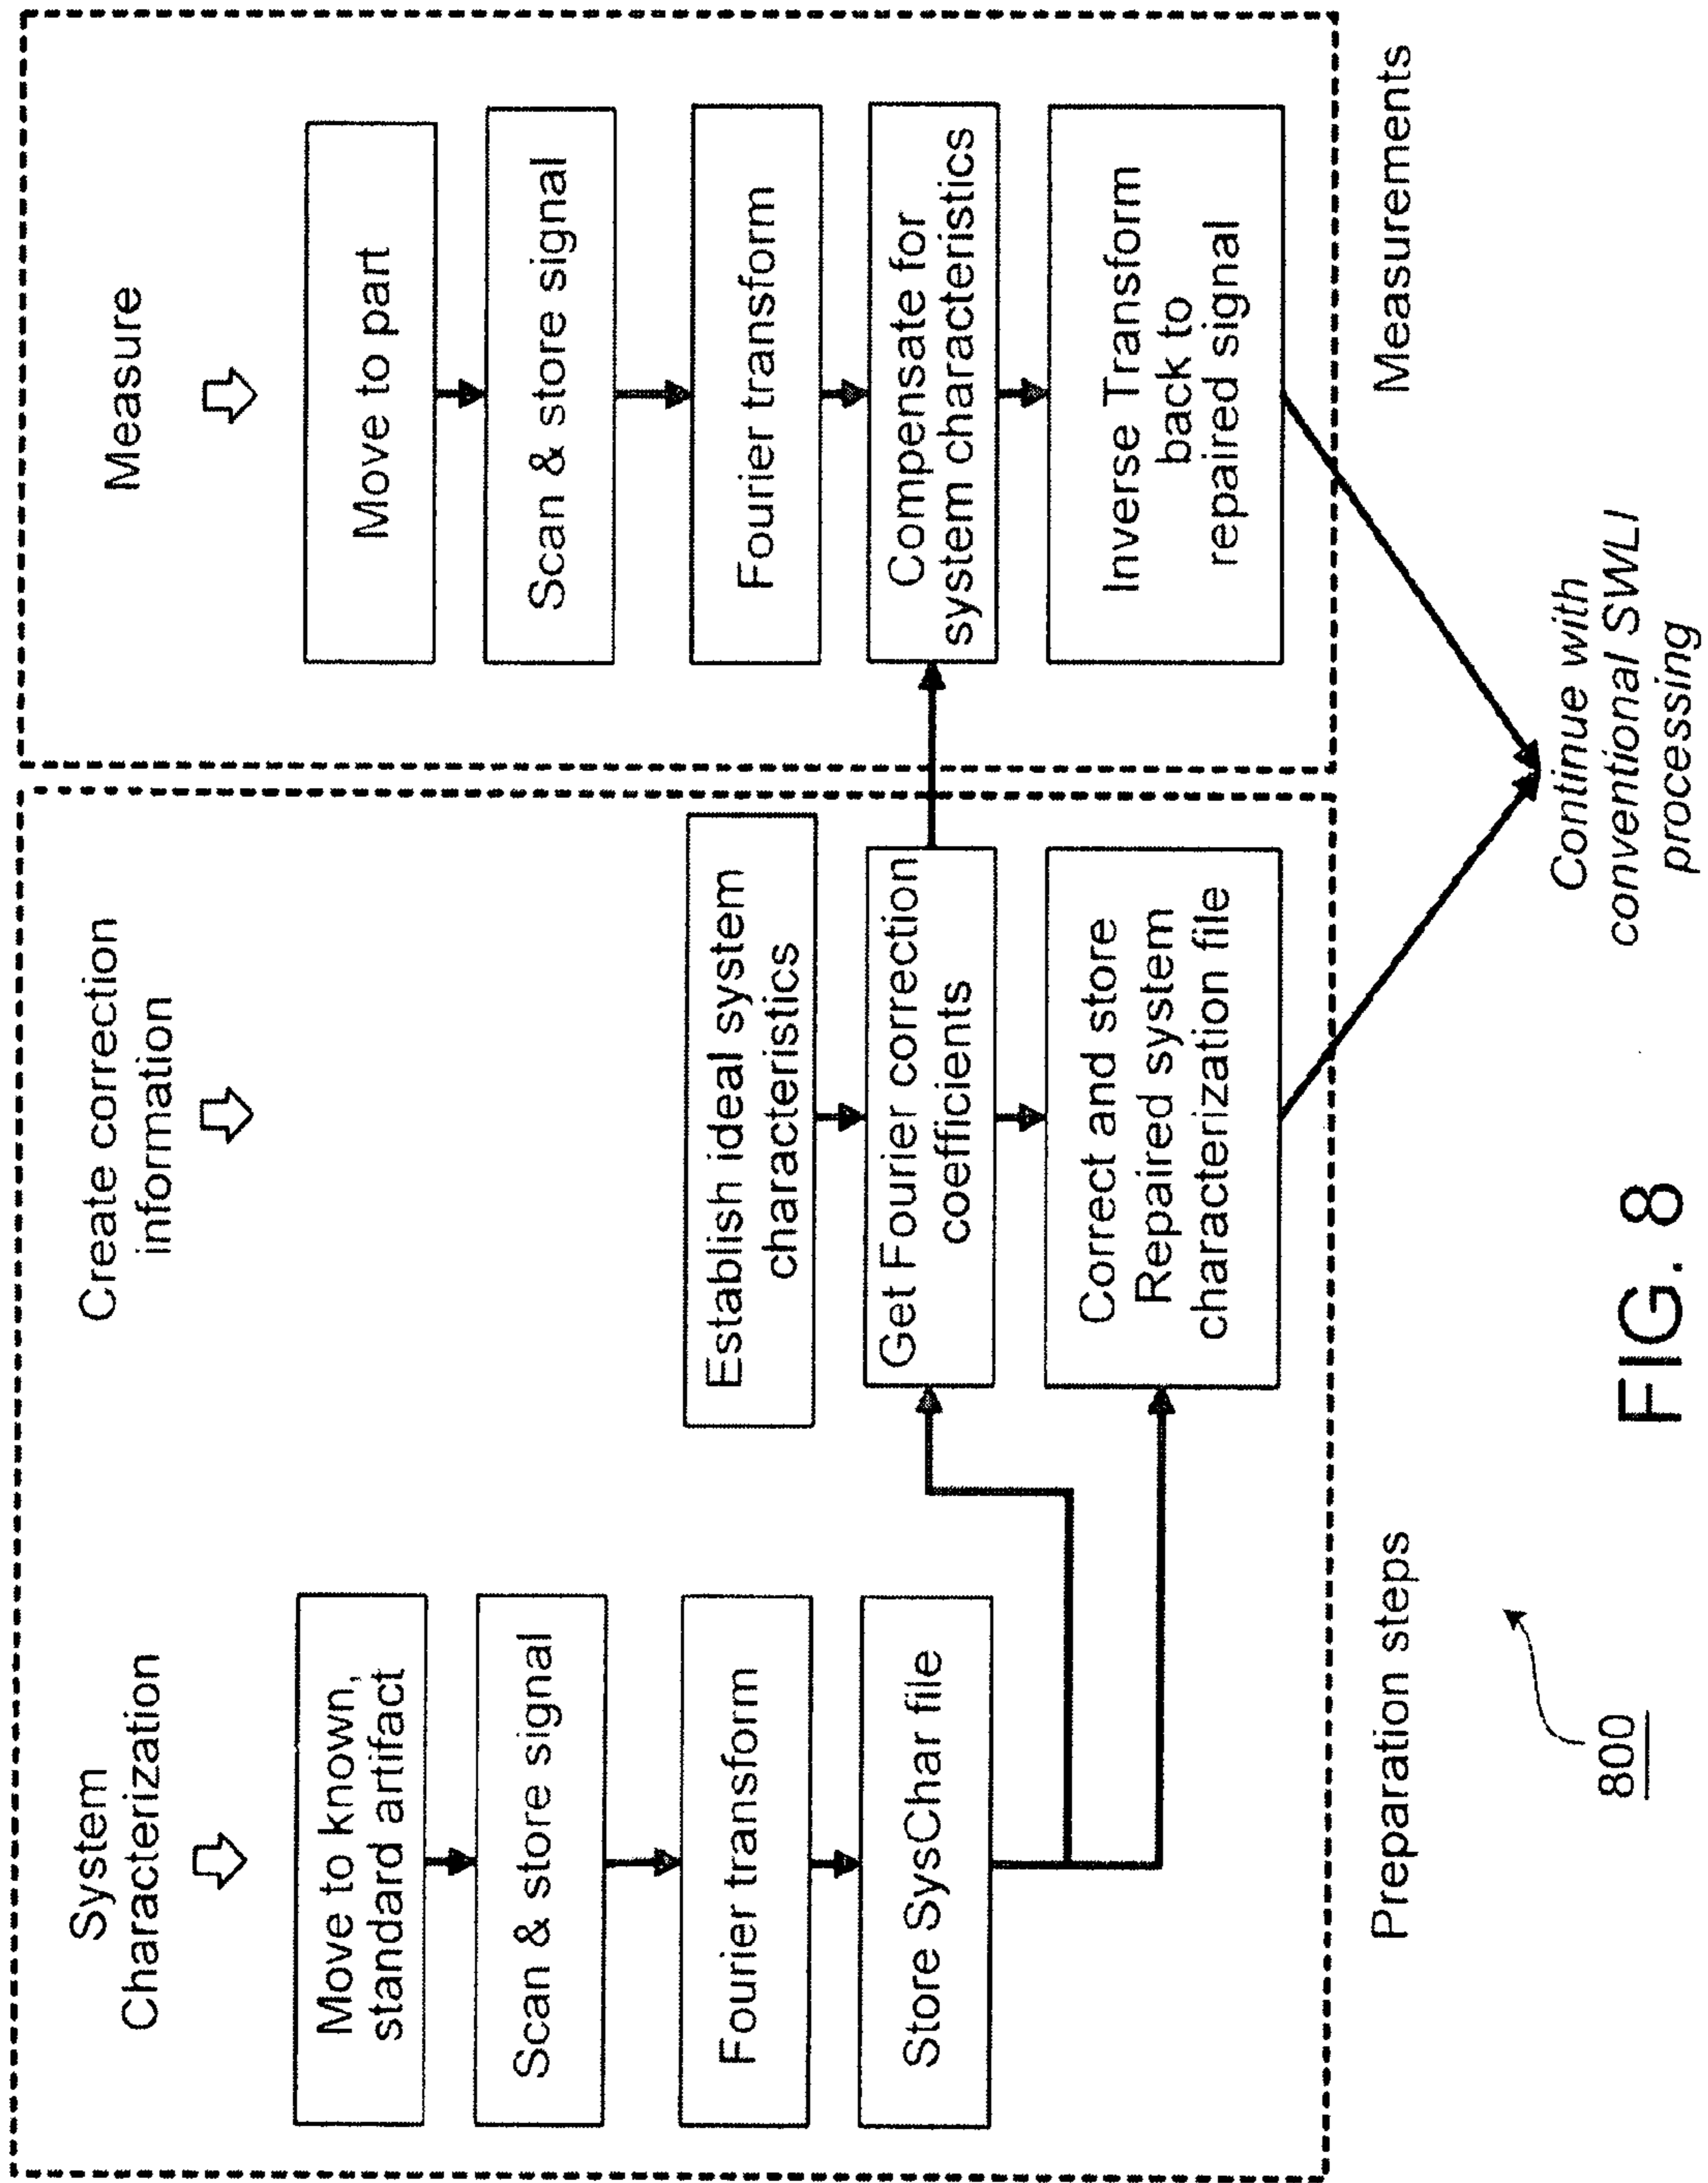 System
Characterization
Move to known,
standard artifact
Scan & store signal
Fourier transform
Store SysChar file
Create correction
information
Establish ideal system
characteristics
Get Fourier correction
coefficients
Correct and store
Repaired system
characterization file
Preparation steps
Measure
Move to part
Scan & store signal
Fourier transform
Compensate for
system characteristics
Inverse Transform
back to
repaired signal
Measurements
Continue with
conventional SWLI
processing
800
FIG. 8